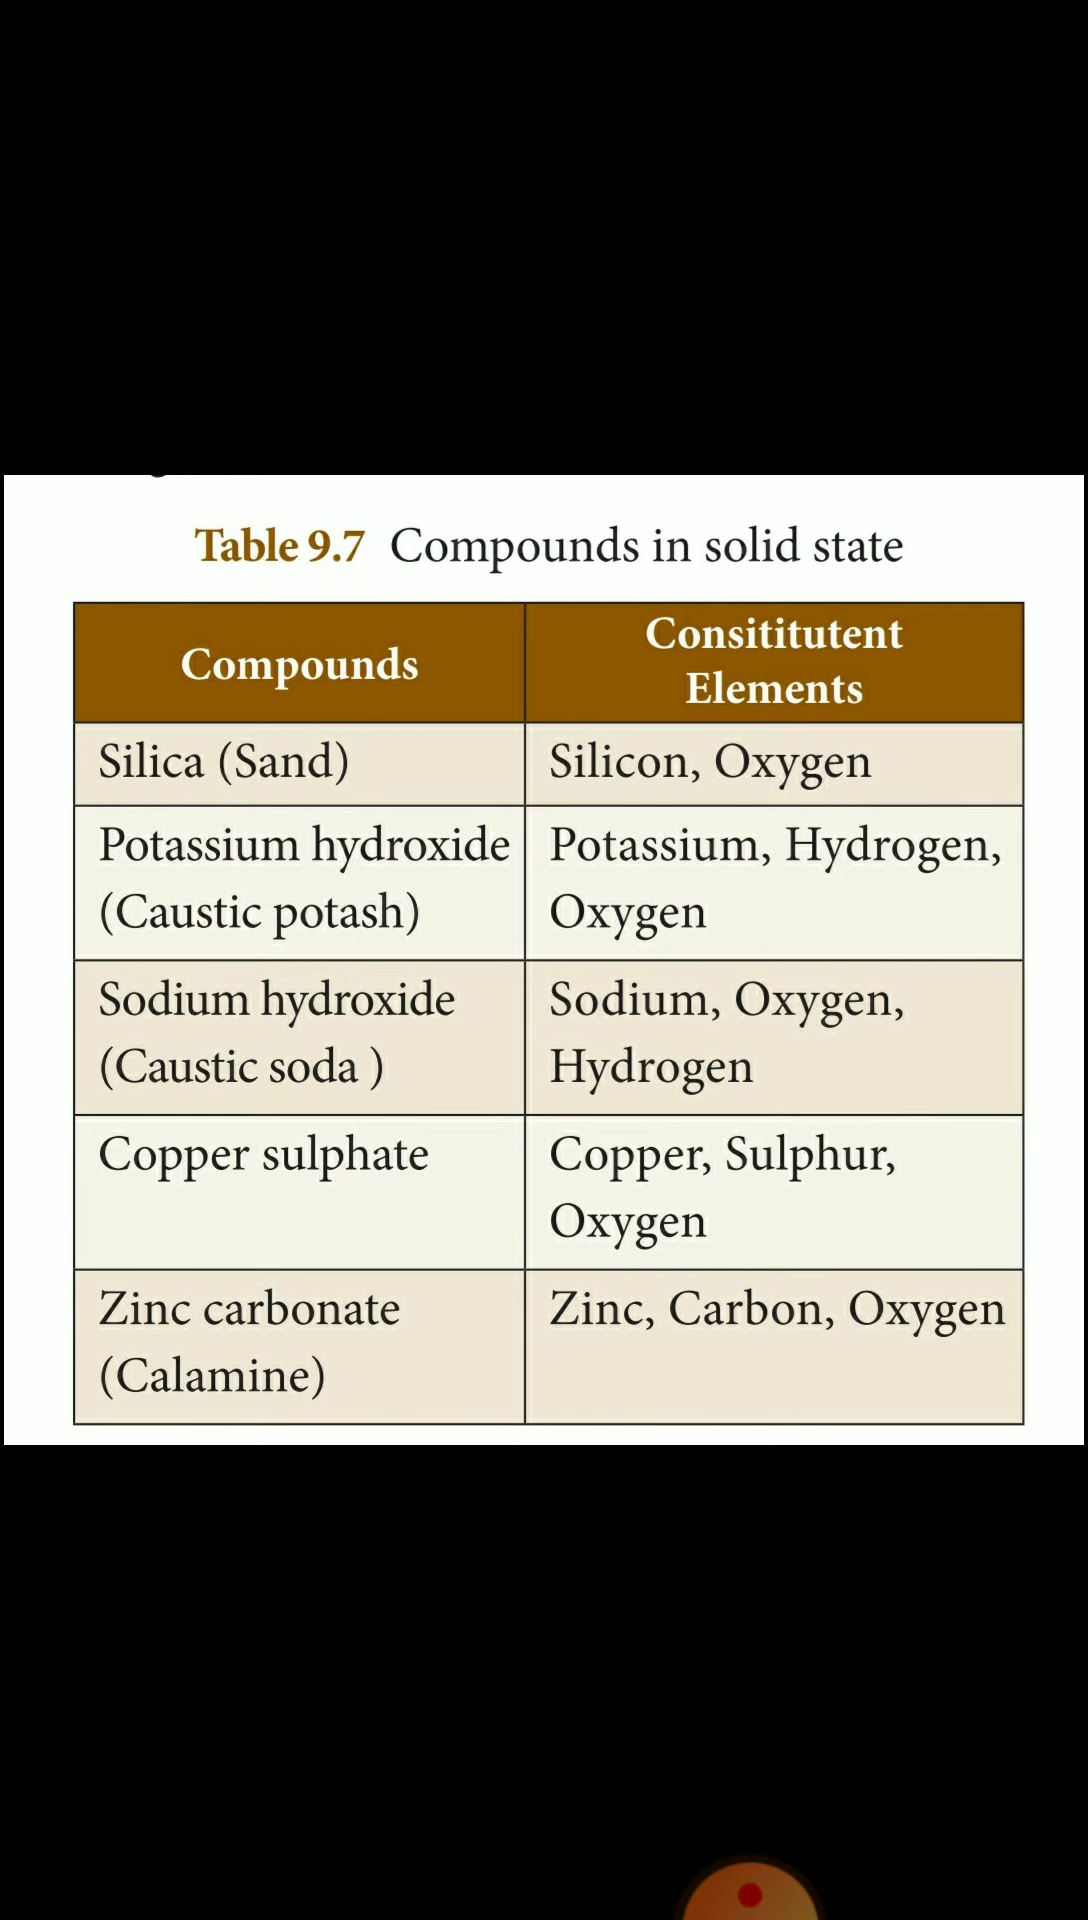 Table 9.7 Compounds in solid state
Compounds
Consititutent
Elements
Silica (Sand)
Silicon, Oxygen
Potassium hydroxide
(Caustic potash)
Potassium, Hydrogen,
Oxygen
Sodium hydroxide
(Caustic soda )
Sodium, Oxygen,
Hydrogen
Copper sulphate
Copper, Sulphur,
Oxygen
Zinc carbonate
(Calamine)
Zinc, Carbon, Oxygen